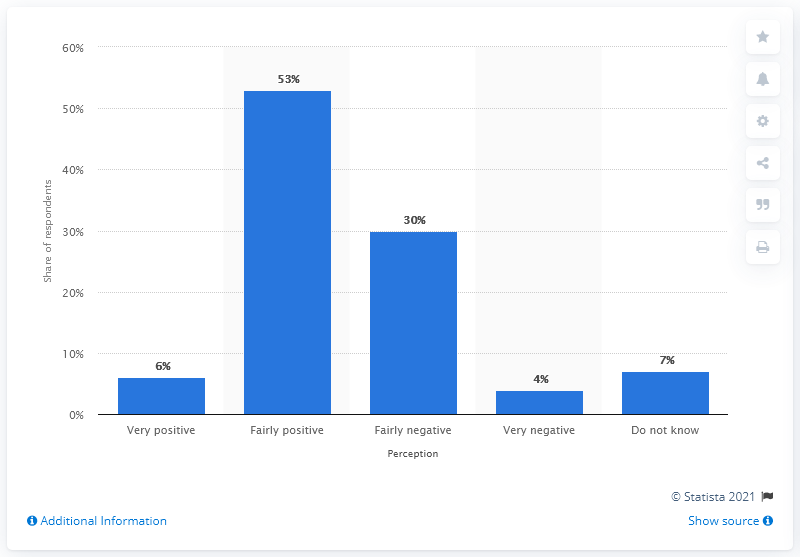 60%
53%
50%
40%
30%
30%
20%
10%
6%
4%
7%
0%
Share of respondents
Very positive
Fairly positive
Fairly negative
Very negative
Do not know
Perception
© Statista 2021
Additional Information
Show source